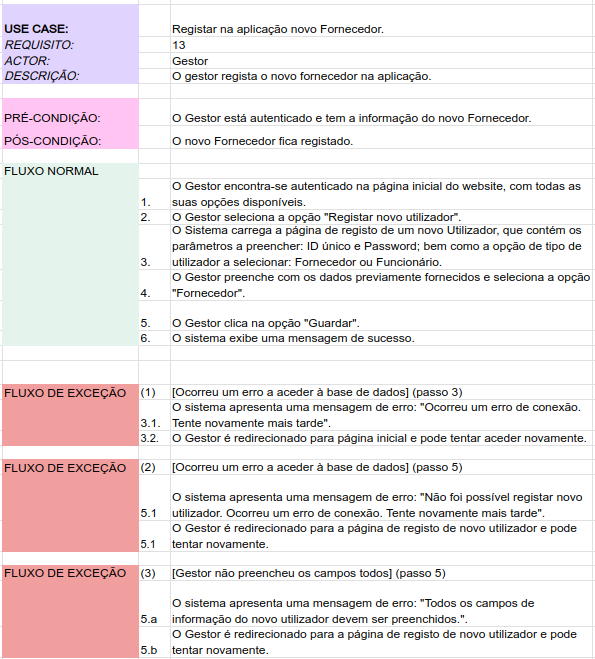 USE CASE: Registar na aplicação novo Fornecedor.
REQUISITO: 13
ACTOR: Gestor
DESCRIÇÃO: O gestor regista o novo fornecedor na aplicação.
PRÉ-CONDIÇÃO: O Gestor está autenticado e tem a informação do novo Fornecedor.
PÓS-CONDIÇÃO: O novo Fornecedor fica registado.
FLUXO NORMAL
O Gestor encontra-se autenticado na página inicial do website, com todas as
1. suas opções disponíveis.
2. O Gestor seleciona a opção "Registar novo utilizador".
O Sistema carrega a página de registo de um novo Utilizador, que contém os
parâmetros a preencher: ID único e Password; bem como a opção de tipo de
3. utilizador a selecionar: Fornecedor ou Funcionário.
O Gestor preenche com os dados previamente fornecidos e seleciona a opção
4. "Fornecedor".
5. O Gestor clica na opção "Guardar".
6. O sistema exibe uma mensagem de sucesso.
FLUXO DE EXCEÇÃO (1) [Ocorreu um erro a aceder à base de dados] (passo 3)
O sistema apresenta uma mensagem de erro: "Ocorreu um erro de conexão.
3.1. Tente novamente mais tarde".
3.2. O Gestor é redirecionado para página inicial e pode tentar aceder novamente.
FLUXO DE EXCEÇÃO (2) [Ocorreu um erro a aceder à base de dados] (passo 5)
O sistema apresenta uma mensagem de erro: "Não foi possível registar novo
5.1 utilizador. Ocorreu um erro de conexão. Tente novamente mais tarde".
O Gestor é redirecionado para a página de registo de novo utilizador e pode
5.1 tentar novamente.
FLUXO DE EXCEÇÃO (3) [Gestor não preencheu os campos todos] (passo 5)
O sistema apresenta uma mensagem de erro: "Todos os campos de
5.a informação do novo utilizador devem ser preenchidos.".
O Gestor é redirecionado para a página de registo de novo utilizador e pode
5.b tentar novamente.